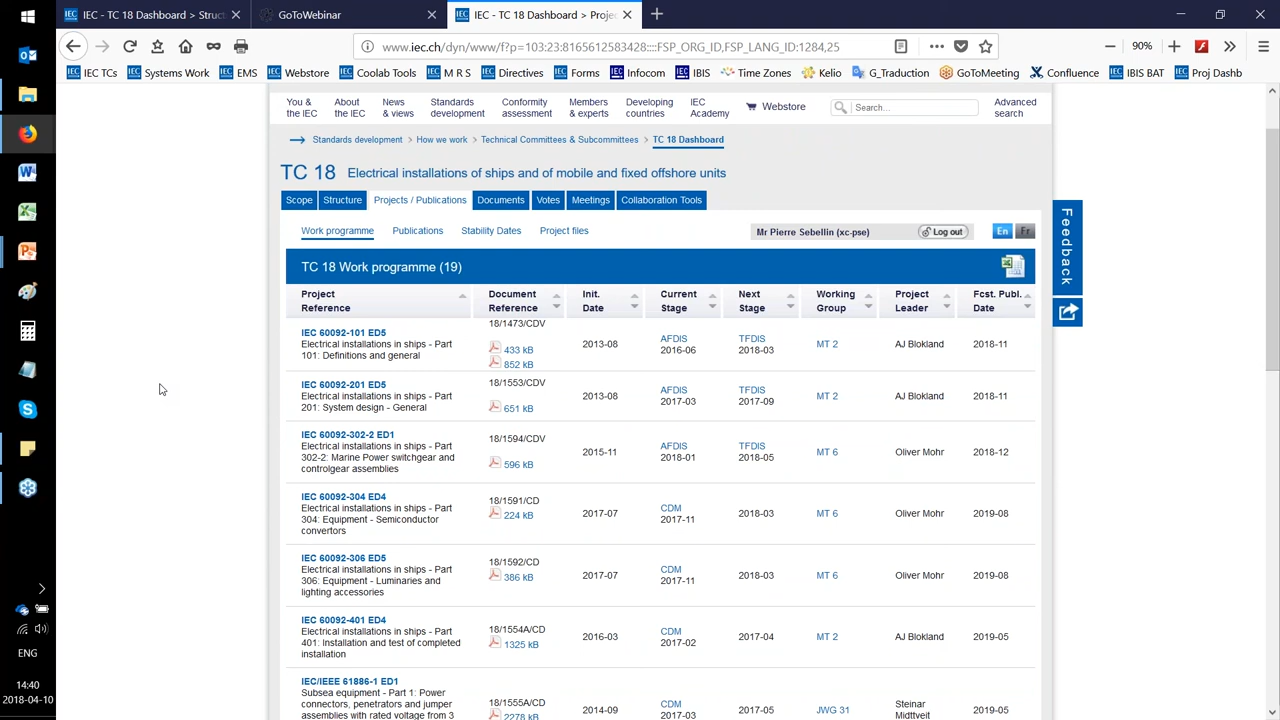 IEC - TC 18 Dashboard > Struct
GoToWebinar
IEC - TC 18 Dashboard > Proje
www.iec.ch/dyn/www/f?p=103:23:8165612583428::::FSP_ORG_ID,FSP_LANG_ID:1284,25
90%
IEC TCs
Systems Work
EMS
Webstore
Coolab Tools
M R S
Directives
Forms
Infocom
IBIS
Time Zones
Kelio
G_Traduction
GoToMeeting
Confluence
IBIS BAT
Proj Dashb
You & the IEC
About the IEC
News & views
Standards development
Conformity assessment
Members & experts
Developing countries
IEC Academy
Webstore
Search...
Advanced search
Standards development > How we work > Technical Committees & Subcommittees > TC 18 Dashboard
TC 18 Electrical installations of ships and of mobile and fixed offshore units
Scope
Structure
Projects / Publications
Documents
Votes
Meetings
Collaboration Tools
Feedback
Work programme
Publications
Stability Dates
Project files
Mr Pierre Sebellin (xc-pse)
Log out
En
Fr
TC 18 Work programme (19)
Project Reference
Document Reference
Init. Date
Current Stage
Next Stage
Working Group
Project Leader
Fcst. Publ. Date
IEC 60092-101 ED5
Electrical installations in ships - Part
101: Definitions and general
18/1473/CDV
433 kB
852 kB
2013-08
AFDIS
2016-06
TFDIS
2018-03
MT 2
AJ Blokland
2018-11
IEC 60092-201 ED5
Electrical installations in ships - Part
201: System design - General
18/1553/CDV
651 kB
2013-08
AFDIS
2017-03
TFDIS
2017-09
MT 2
AJ Blokland
2018-11
IEC 60092-302-2 ED1
Electrical installations in ships - Part
302-2: Marine Power switchgear and
controlgear assemblies
18/1594/CDV
596 kB
2015-11
AFDIS
2018-01
TFDIS
2018-05
MT 6
Oliver Mohr
2018-12
IEC 60092-304 ED4
Electrical installations in ships - Part
304: Equipment - Semiconductor
convertors
18/1591/CD
224 kB
2017-07
CDM
2017-11
2018-03
MT 6
Oliver Mohr
2019-08
IEC 60092-306 ED5
Electrical installations in ships - Part
306: Equipment - Luminaries and
lighting accessories
18/1592/CD
386 kB
2017-07
CDM
2017-11
2018-03
MT 6
Oliver Mohr
2019-08
IEC 60092-401 ED4
Electrical installations in ships - Part
401: Installation and test of completed
installation
18/1554A/CD
1325 kB
2016-03
CDM
2017-02
2017-04
MT 2
AJ Blokland
2019-05
IEC/IEEE 61886-1 ED1
Subsea equipment - Part 1: Power
connectors, penetrators and jumper
assemblies with rated voltage from 3
18/1555A/CD
2278 kB
2014-09
CDM
2017-03
2017-05
JWG 31
Steinar
Midttveit
2019-05
ENG
14:40
2018-04-10